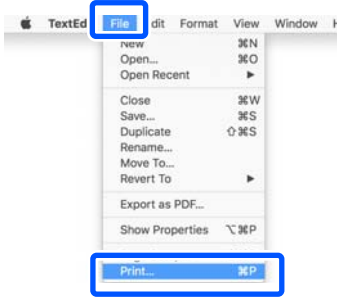 TextEd File dit Format View Window H
New ⌘N
Open... ⌘O
Open Recent ▶
Close ⌘W
Save... ⌘S
Duplicate ⇧⌘S
Rename...
Move To...
Revert To ▶
Export as PDF...
Show Properties ⌥⌘P
Print... ⌘P